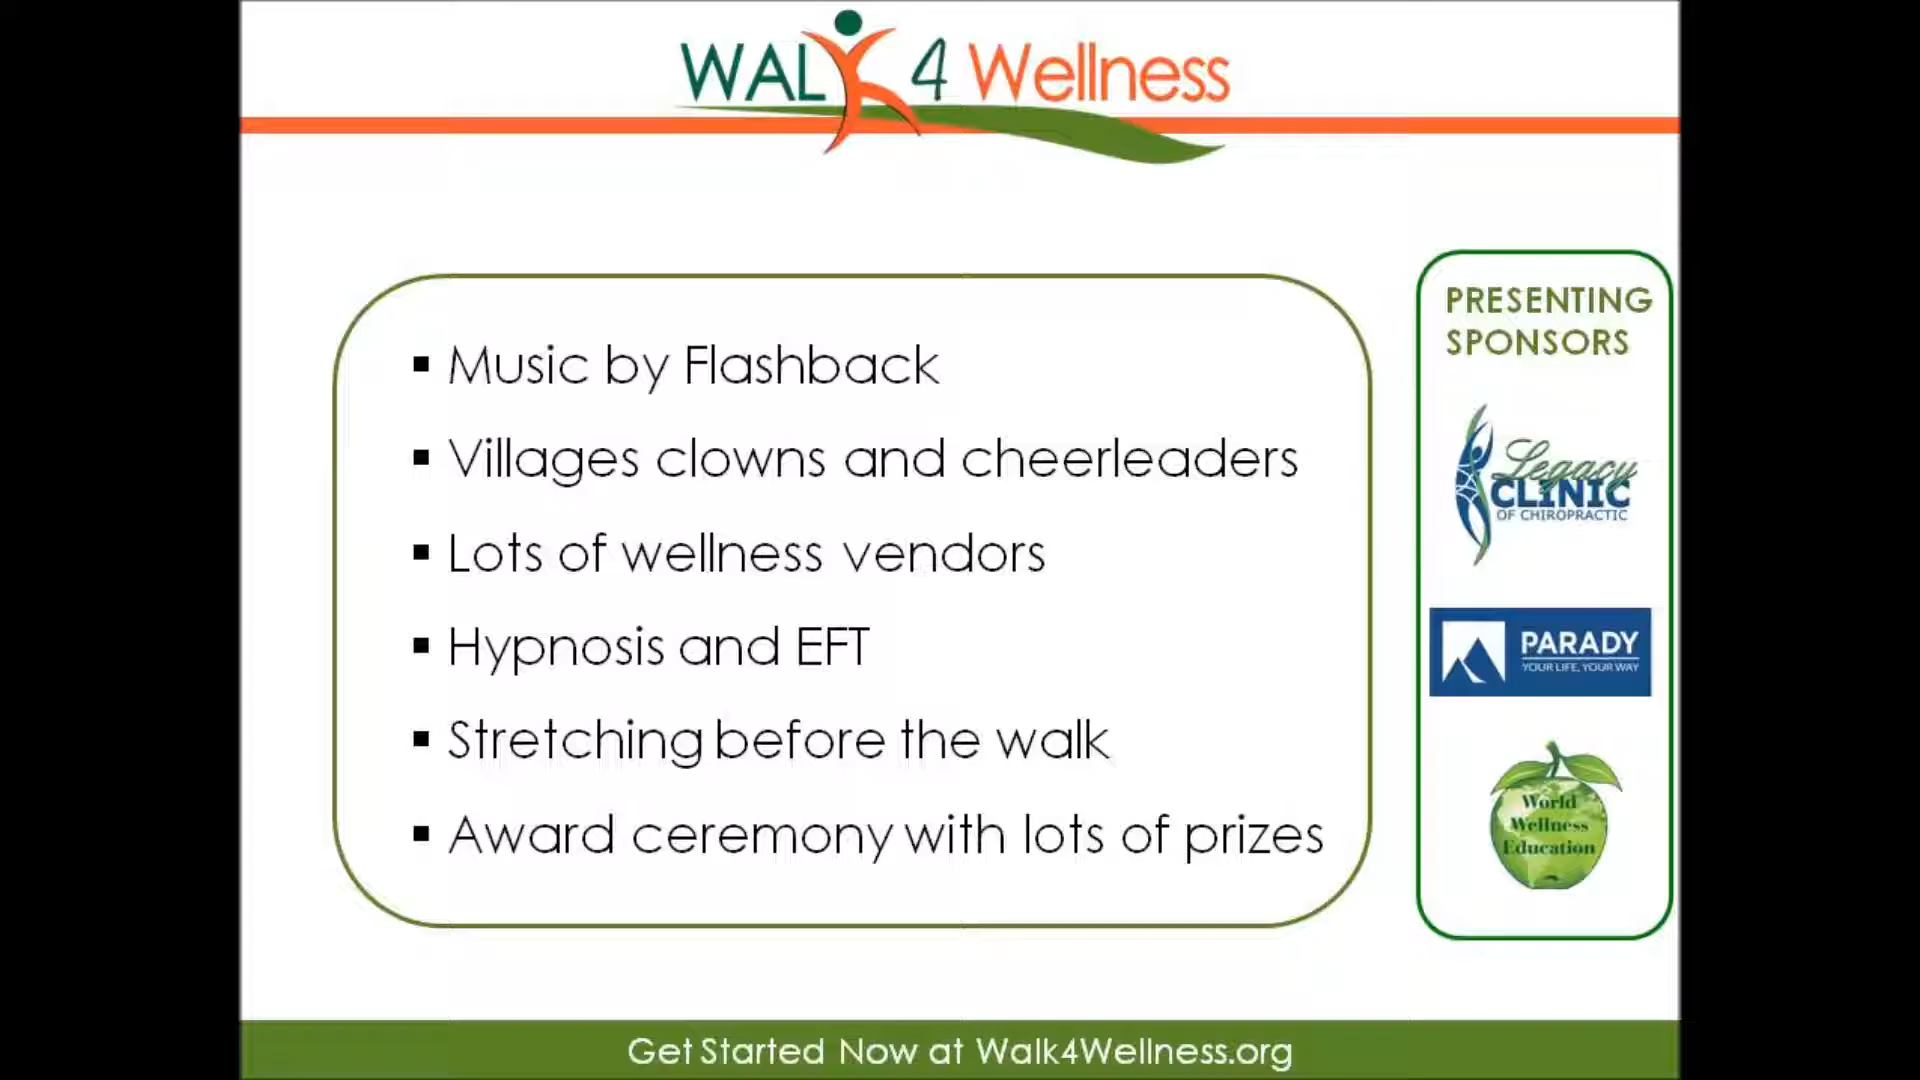 WALK 4 Wellness
▪ Music by Flashback
▪ Villages clowns and cheerleaders
▪ Lots of wellness vendors
▪ Hypnosis and EFT
▪ Stretching before the walk
▪ Award ceremony with lots of prizes
PRESENTING
SPONSORS
Legacy
CLINIC
OF CHIROPRACTIC
PARADY
YOUR LIFE, YOUR WAY
World
Wellness
Education
Get Started Now at Walk4Wellness.org